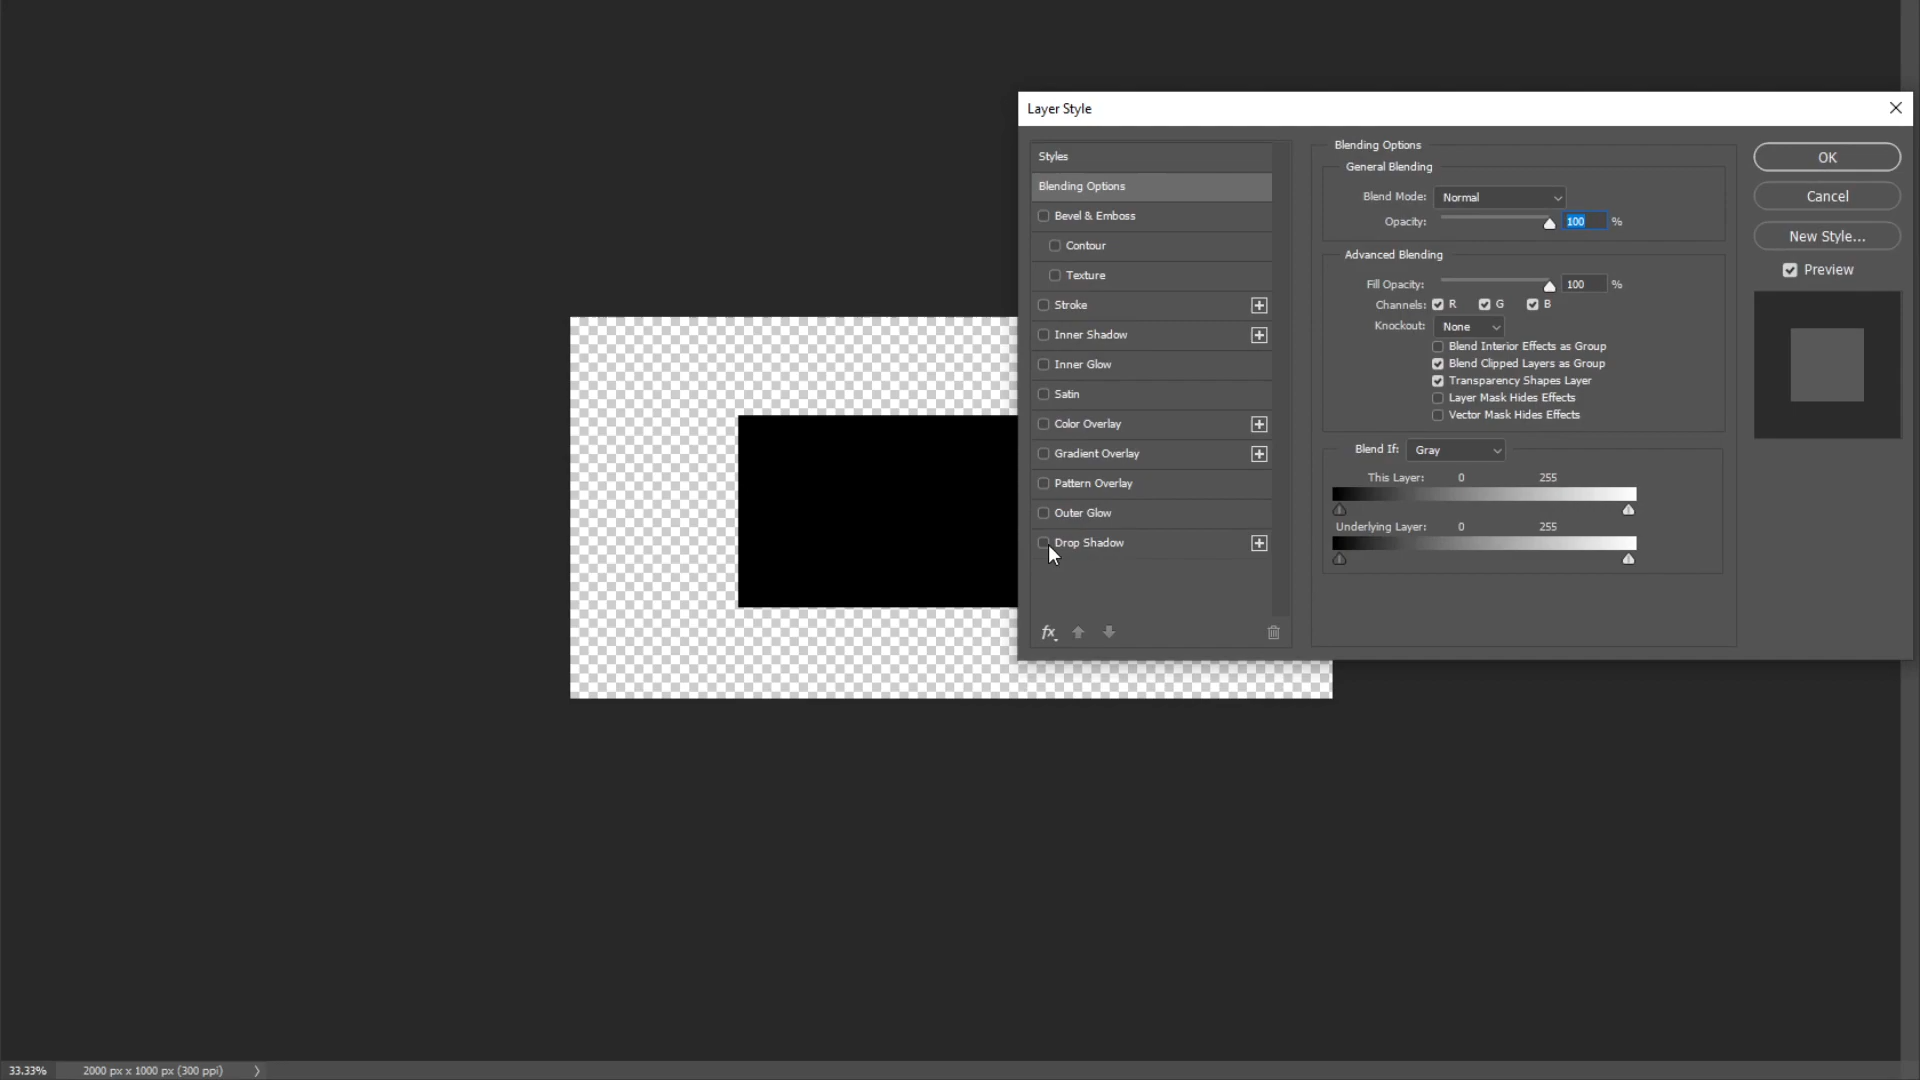 Layer Style
Styles
Blending Options
Bevel & Emboss
Contour
Texture
Stroke
Inner Shadow
Inner Glow
Satin
Color Overlay
Gradient Overlay
Pattern Overlay
Outer Glow
Drop Shadow
fx
Blending Options
General Blending
Blend Mode: Normal
Opacity: 100 %
Advanced Blending
Fill Opacity: 100 %
Channels: R G B
Knockout: None
Blend Interior Effects as Group
Blend Clipped Layers as Group
Transparency Shapes Layer
Layer Mask Hides Effects
Vector Mask Hides Effects
Blend If: Gray
This Layer: 0 255
Underlying Layer: 0 255
OK
Cancel
New Style...
Preview
33.33% 2000 px x 1000 px (300 ppi)